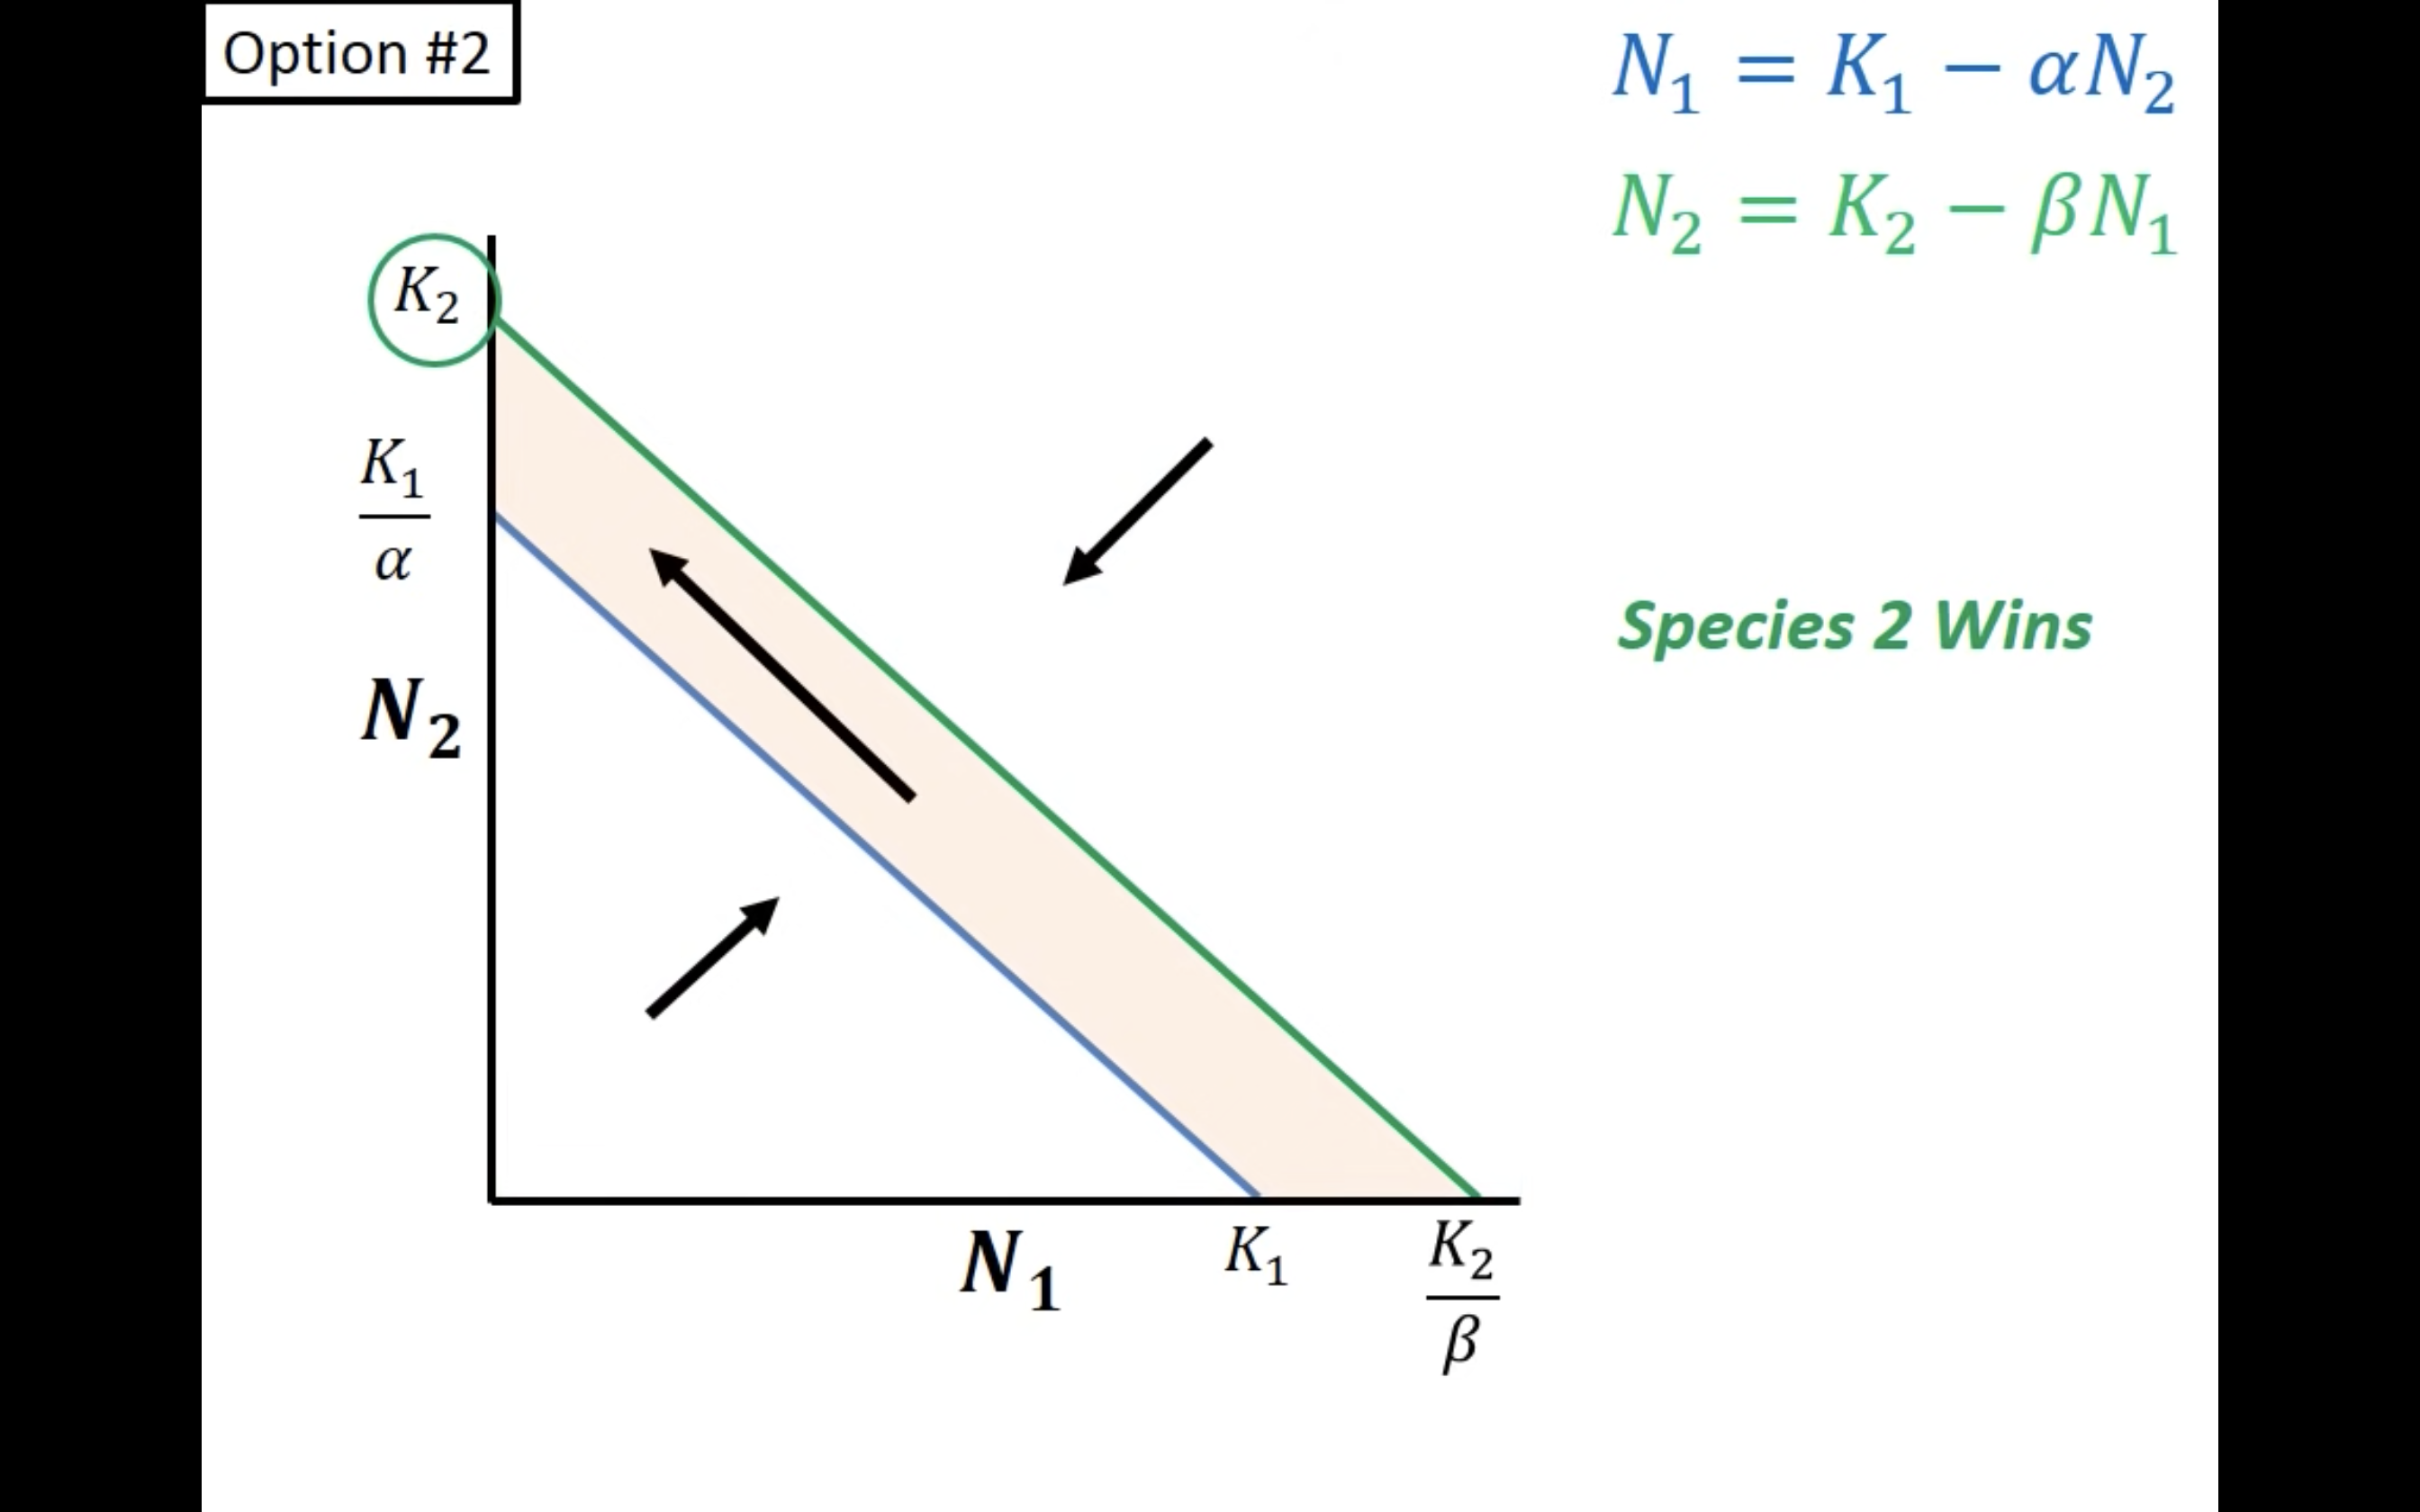 Option #2
N₁ = K₁ − αN₂
N₂ = K₂ − βN₁
K₂
K₁
α
Species 2 Wins
N₂
N₁
K₁
K₂
β